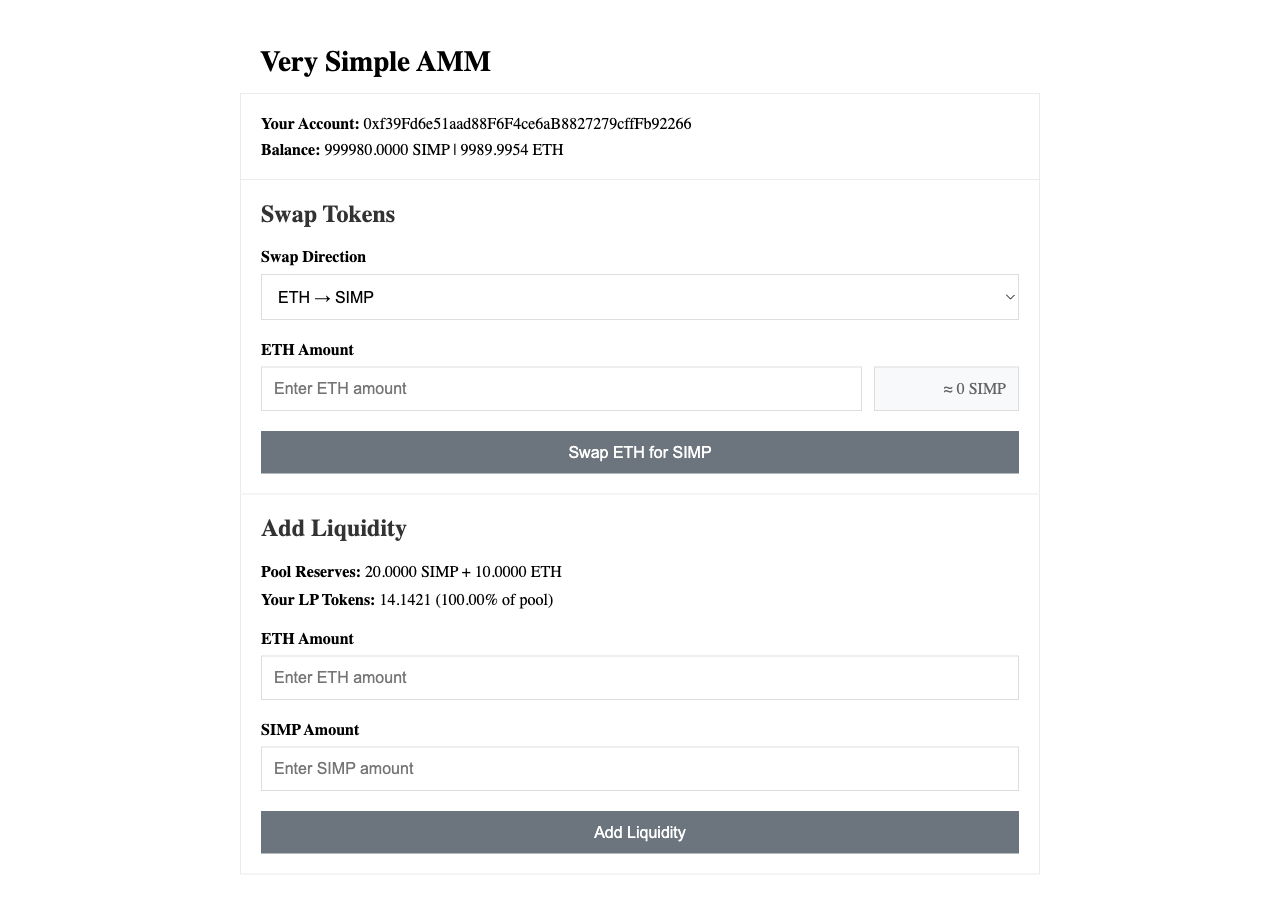 Very Simple AMM
Your Account: 0xf39Fd6e51aad88F6F4ce6aB8827279cffFb92266
Balance: 999980.0000 SIMP | 9989.9954 ETH
Swap Tokens
Swap Direction
ETH → SIMP
ETH Amount
Enter ETH amount
≈ 0 SIMP
Swap ETH for SIMP
Add Liquidity
Pool Reserves: 20.0000 SIMP + 10.0000 ETH
Your LP Tokens: 14.1421 (100.00% of pool)
ETH Amount
Enter ETH amount
SIMP Amount
Enter SIMP amount
Add Liquidity